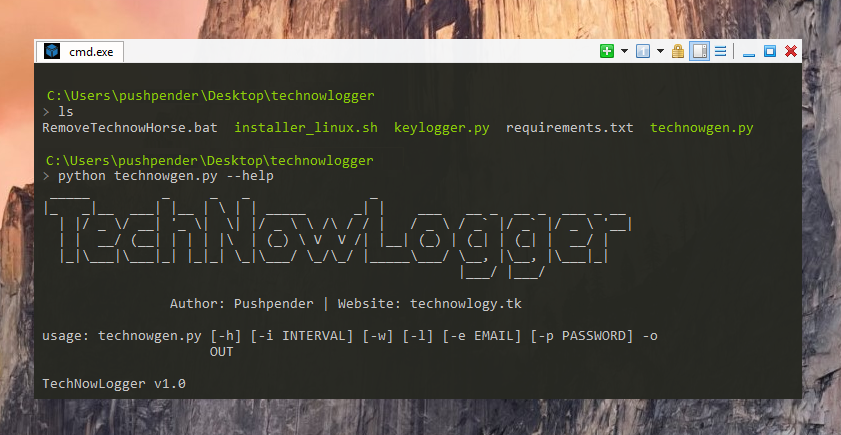 cmd.exe
C:\Users\pushpender\Desktop\technowlogger
> ls
RemoveTechnowHorse.bat installer_linux.sh keylogger.py requirements.txt technowgen.py
C:\Users\pushpender\Desktop\technowlogger
> python technowgen.py --help
TechNowLogger
Author: Pushpender | Website: technowlogy.tk
usage: technowgen.py [-h] [-i INTERVAL] [-w] [-l] [-e EMAIL] [-p PASSWORD] -o
OUT
TechNowLogger v1.0